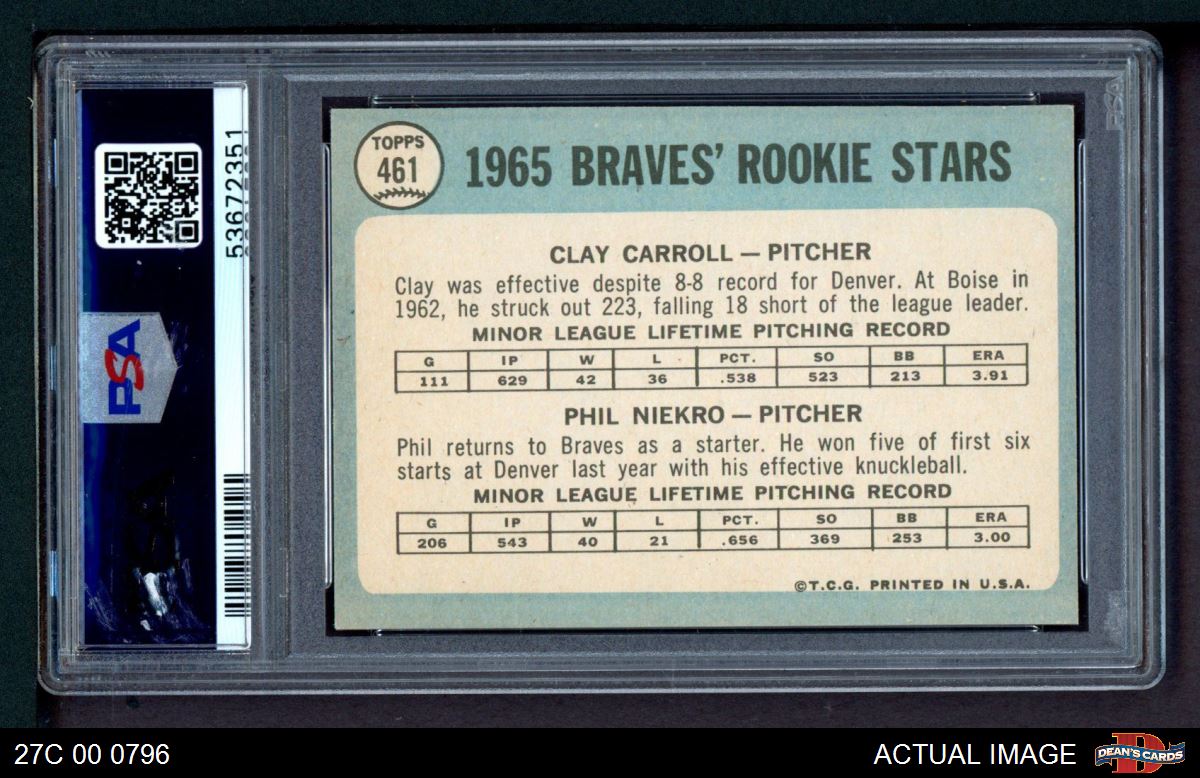 TOPPS
461
1965 BRAVES' ROOKIE STARS
CLAY CARROLL — PITCHER
Clay was effective despite 8-8 record for Denver. At Boise in
1962, he struck out 223, falling 18 short of the league leader.
MINOR LEAGUE LIFETIME PITCHING RECORD
G IP W L PCT. SO BB ERA
111 629 42 36 .538 523 213 3.91
PHIL NIEKRO — PITCHER
Phil returns to Braves as a starter. He won five of first six
starts at Denver last year with his effective knuckleball.
MINOR LEAGUE LIFETIME PITCHING RECORD
G IP W L PCT. SO BB ERA
206 543 40 21 .656 369 253 3.00
©T.C.G. PRINTED IN U.S.A.
53672351
PSA
27C 00 0796
ACTUAL IMAGE
DEAN'S CARDS